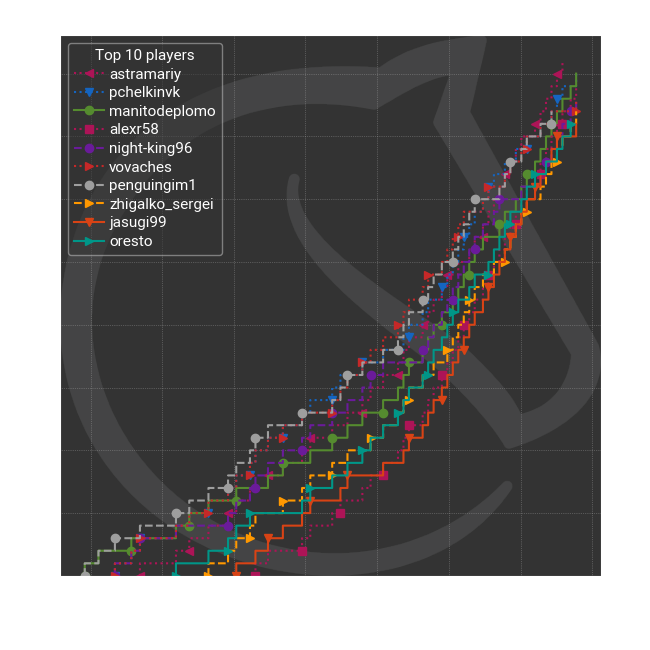 Top 10 players
astramariy
pchelkinvk
manitodeplomo
alexr58
night-king96
vovaches
penguingim1
zhigalko_sergei
jasugi99
oresto